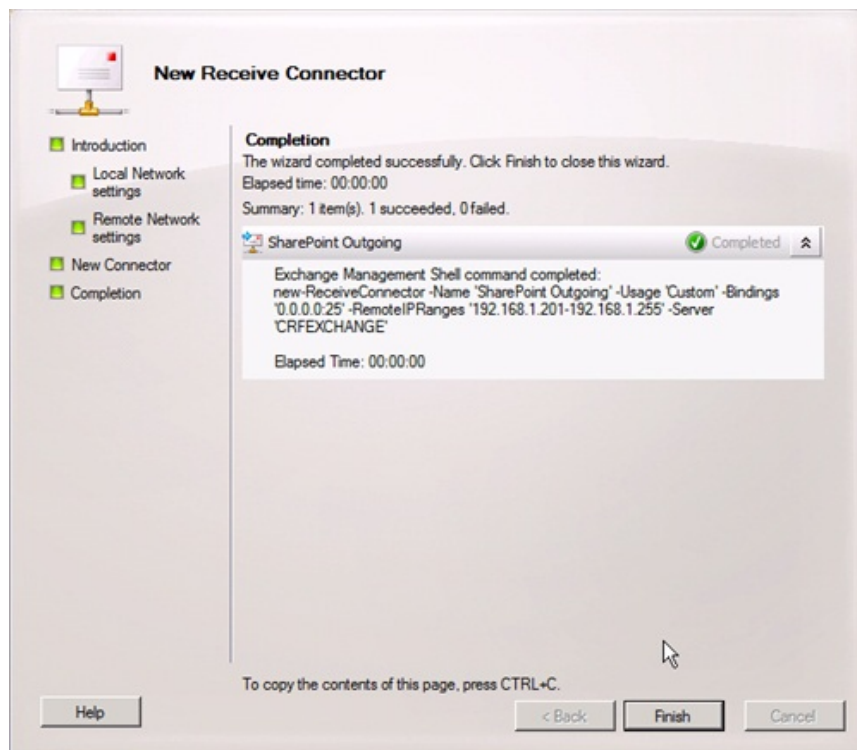 New Receive Connector
Introduction
Local Network
settings
Remote Network
settings
New Connector
Completion
Completion
The wizard completed successfully. Click Finish to close this wizard.
Elapsed time: 00:00:00
Summary: 1 item(s). 1 succeeded, 0 failed.
SharePoint Outgoing
Completed
Exchange Management Shell command completed:
new-ReceiveConnector -Name 'SharePoint Outgoing' -Usage 'Custom' -Bindings
'0.0.0.0:25' -RemoteIPRanges '192.168.1.201-192.168.1.255' -Server
'CRFEXCHANGE'
Elapsed Time: 00:00:00
To copy the contents of this page, press CTRL+C.
Help
< Back
Finish
Cancel